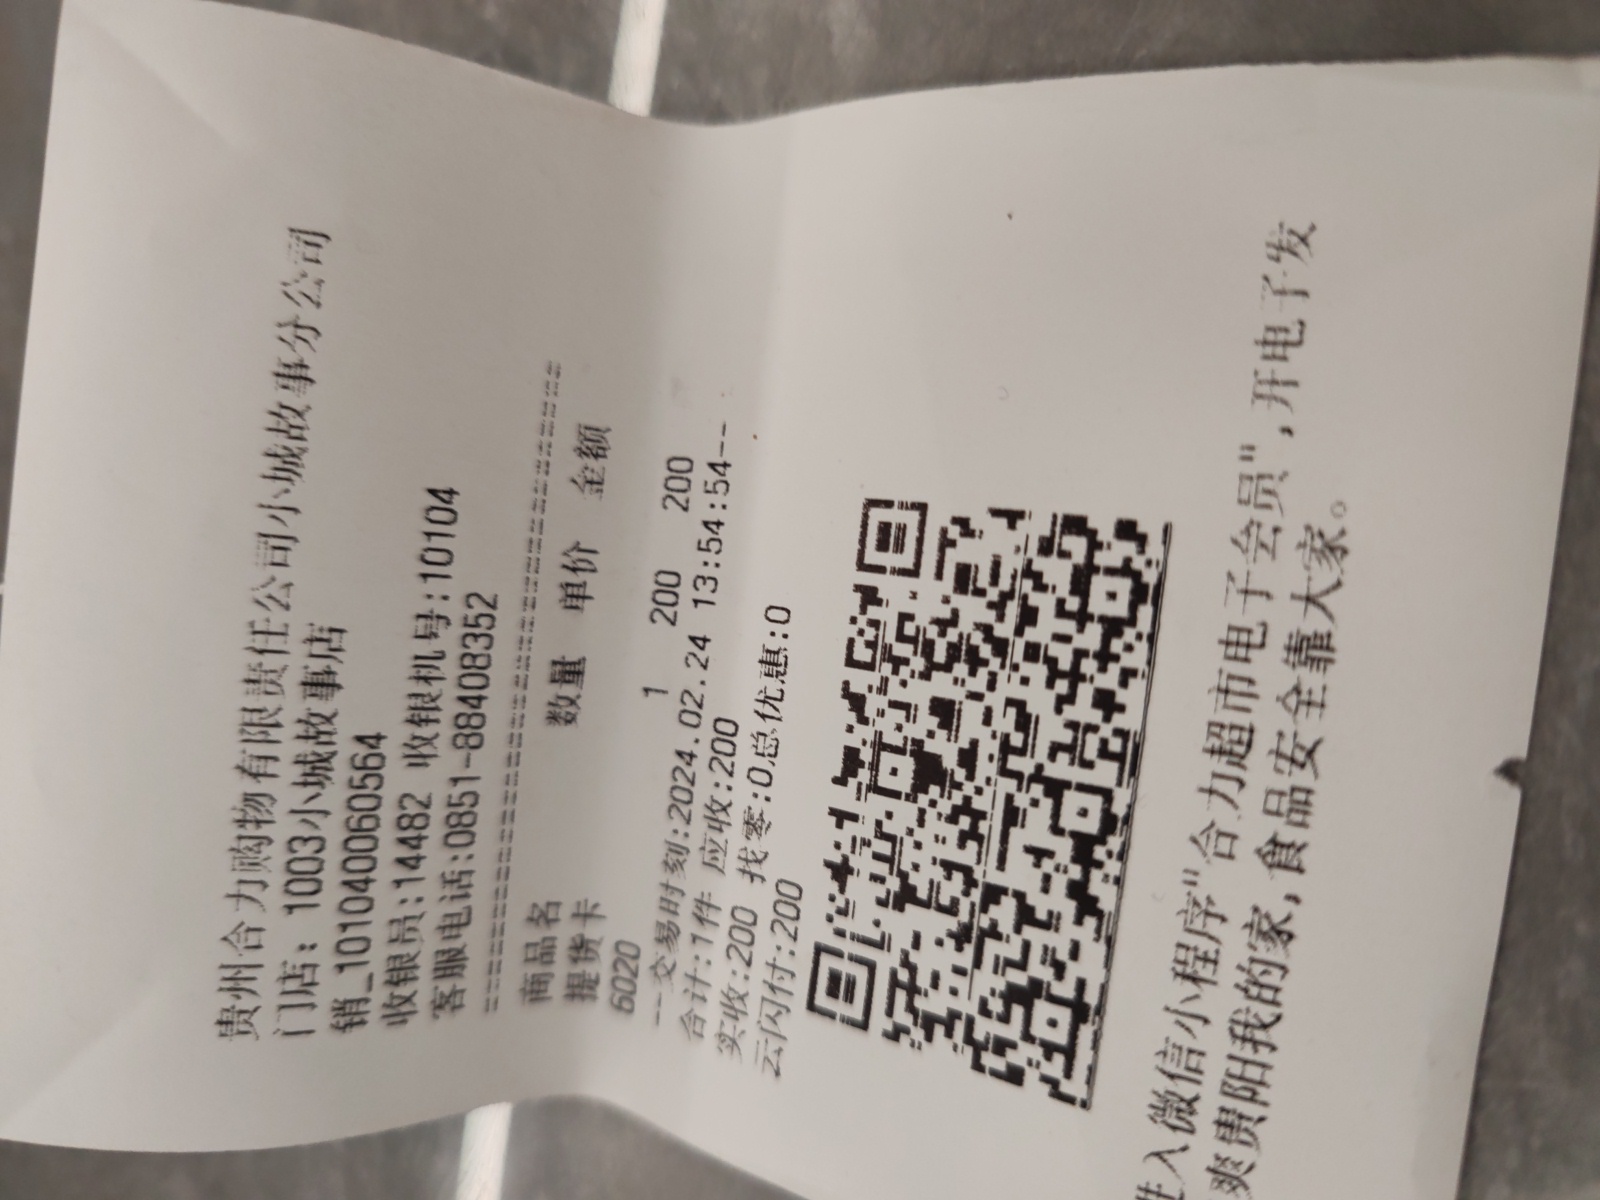 贵州合力购物有限责任公司小城故事分公司
门店: 1003小城故事店
销_101040060564
收银员:14482 收银机号:10104
客服电话:0851-88408352
商品名 数量 单价 金额
提货卡
6020 1 200 200
--交易时刻:2024.02.24 13:54:54--
合计:1件 应收:200
实收:200 找零:0总优惠:0
云闪付:200
进入微信小程序"合力超市电子会员",开电子发
爽贵阳我的家,食品安全靠大家。